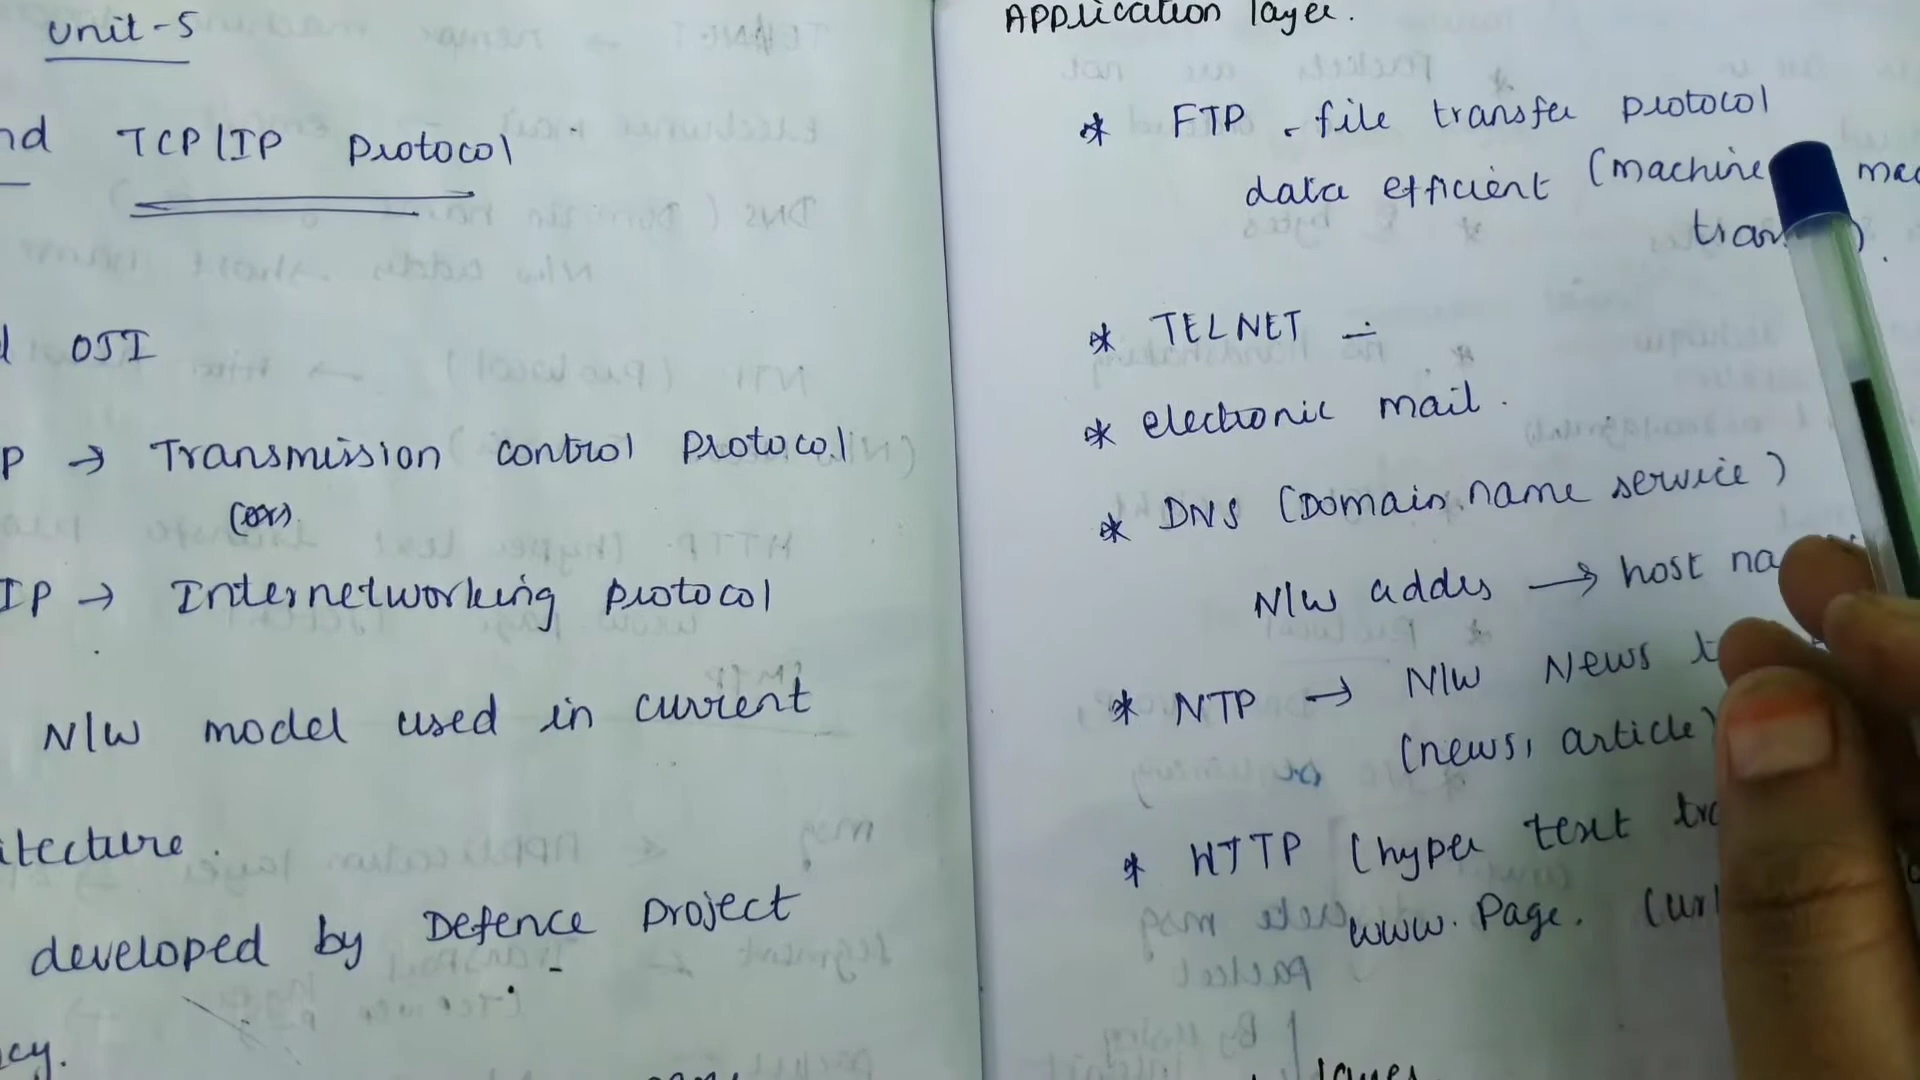 unit-5
TCP/IP Protocol
OSI
P → Transmission control Protocol
(or)
IP → Internetworking protocol
N/w model used in current
itecture.
developed by Defence project
cy.
Application layer.
* FTP - file transfer protocol
data efficient (machine
* TELNET ÷
* electronic mail.
* DNS (Domain name service)
N/w addrs → host na
* NTP → N/w News t
(news, article)
* HTTP (hyper text tra
www. Page. (url
layer